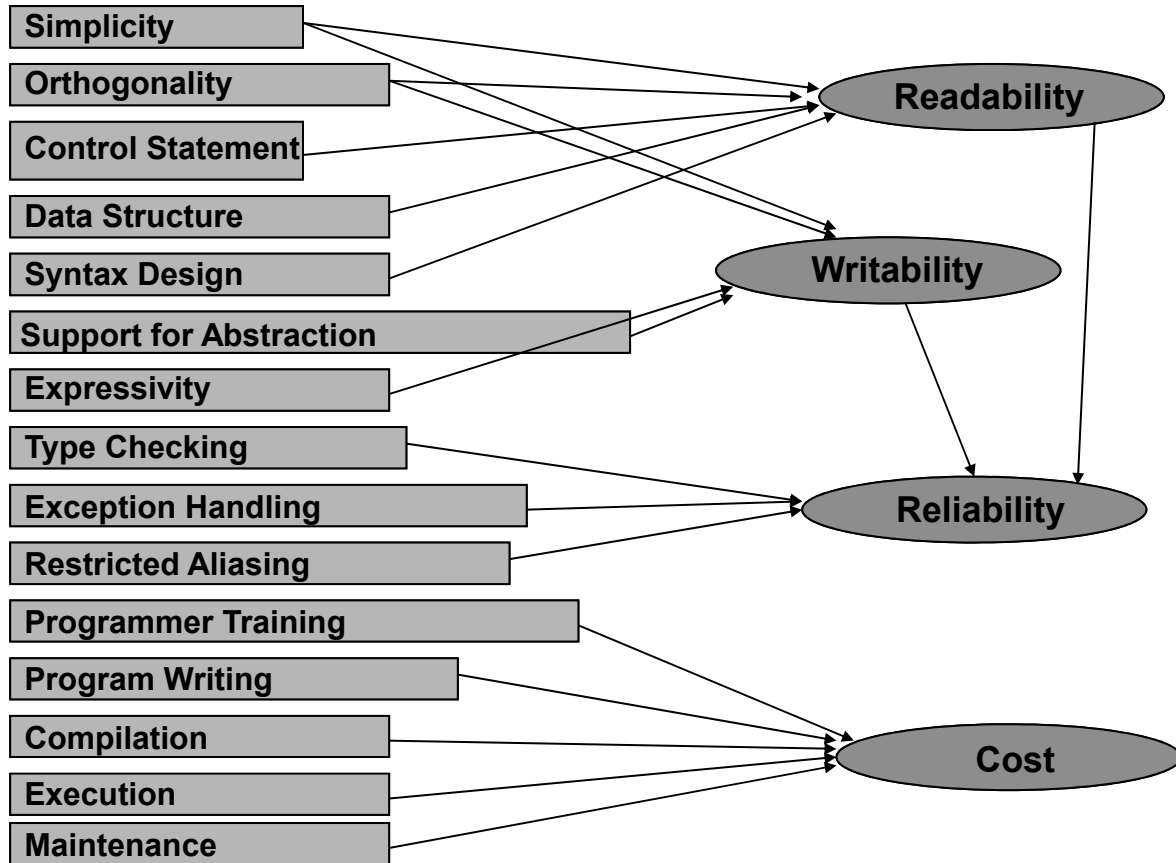 Simplicity
Orthogonality
Readability
Control Statement
Data Structure
Syntax Design
Writability
Support for Abstraction
Expressivity
Type Checking
Exception Handling
Reliability
Restricted Aliasing
Programmer Training
Program Writing
Compilation
Cost
Execution
Maintenance